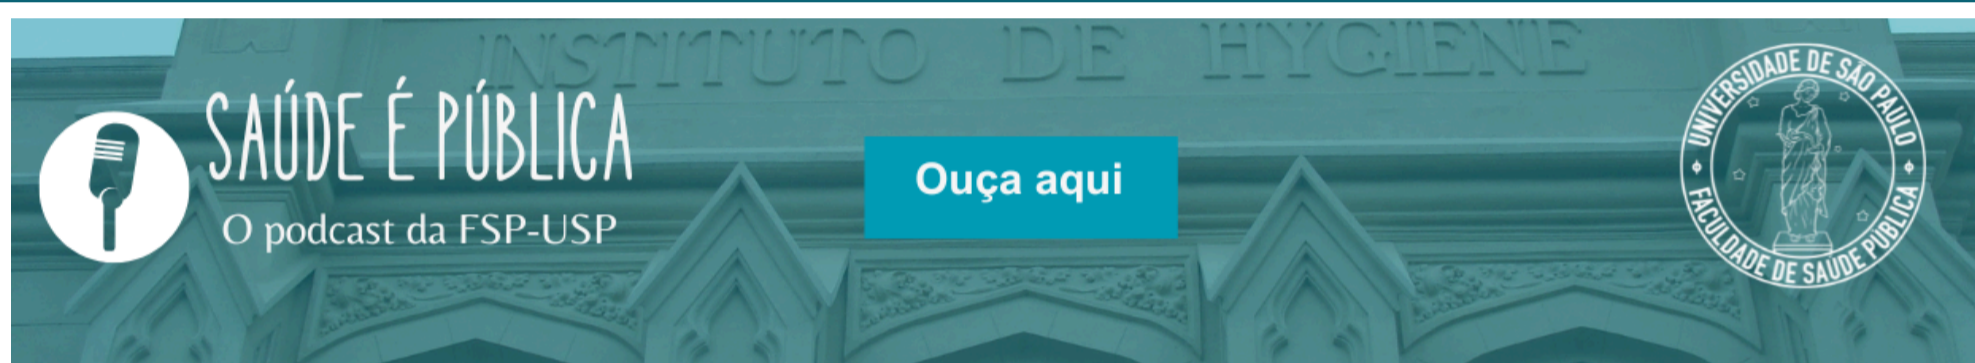 INSTITUTO DE HYGIENE
SAÚDE É PÚBLICA
O podcast da FSP-USP
Ouça aqui
UNIVERSIDADE DE SÃO PAULO
FACULDADE DE SAÚDE PÚBLICA